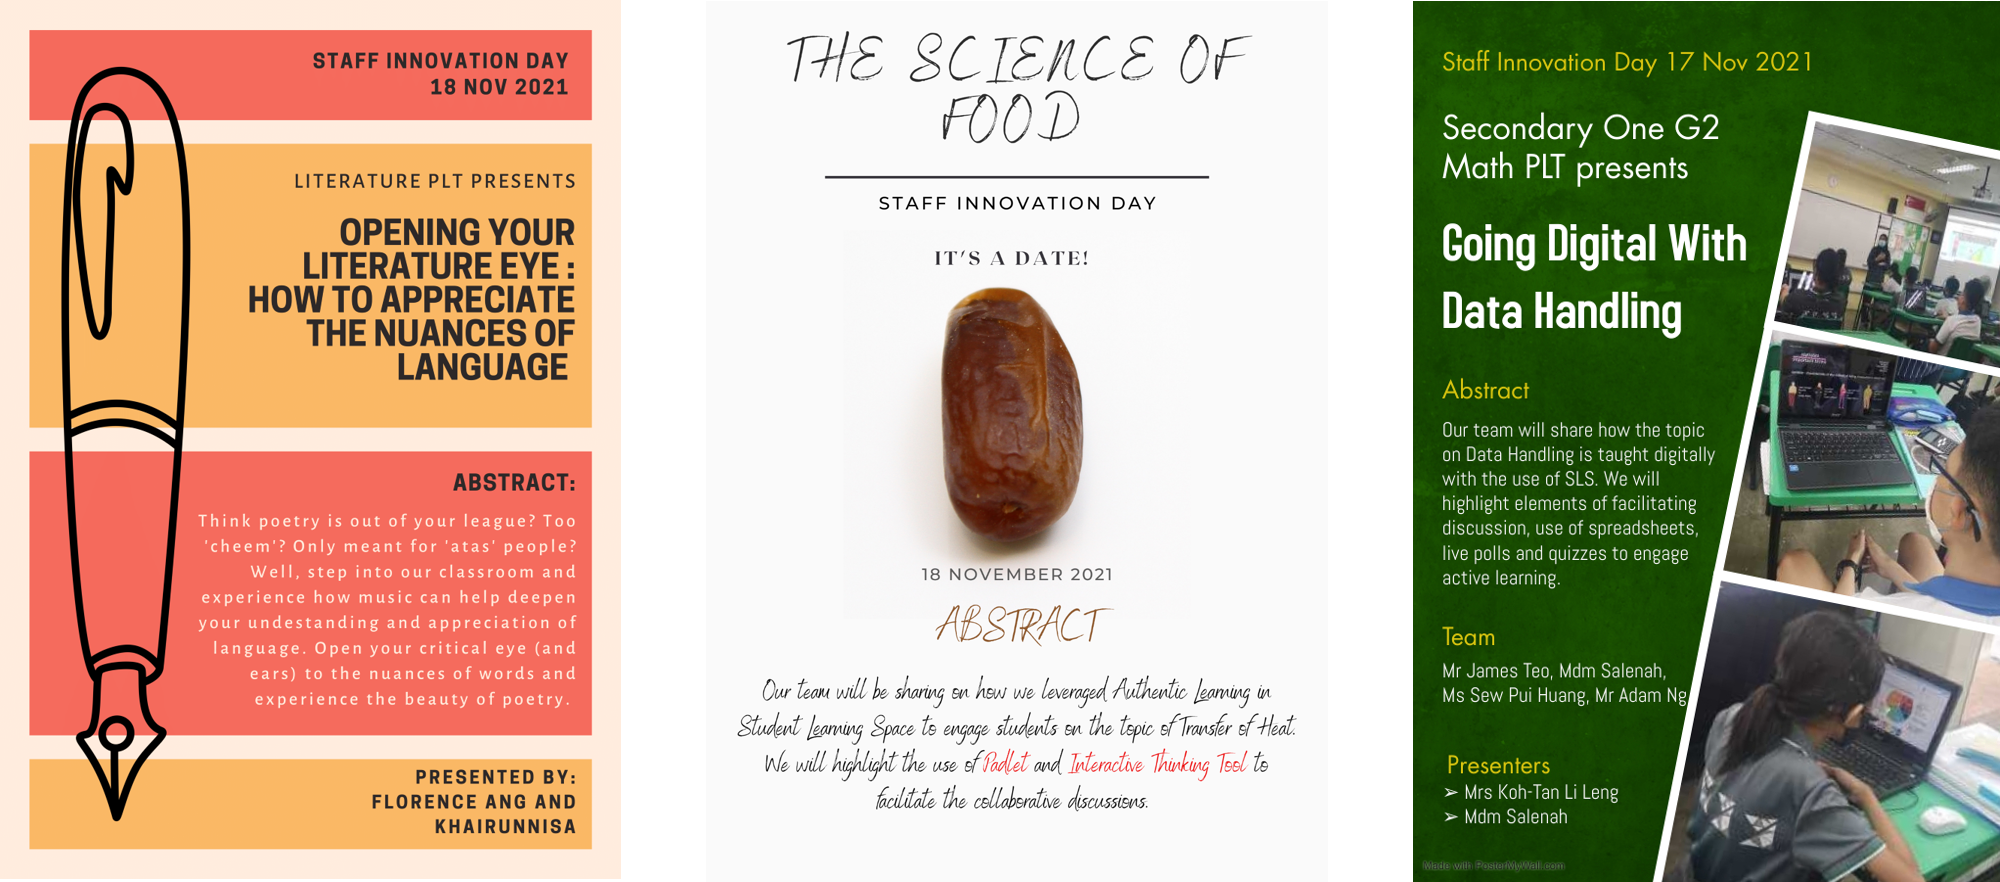 STAFF INNOVATION DAY
18 NOV 2021
LITERATURE PLT PRESENTS
OPENING YOUR
LITERATURE EYE :
HOW TO APPRECIATE
THE NUANCES OF
LANGUAGE
ABSTRACT:
Think poetry is out of your league? Too
'cheem'? Only meant for 'atas' people?
Well, step into our classroom and
experience how music can help deepen
your undestanding and appreciation of
language. Open your critical eye (and
ears) to the nuances of words and
experience the beauty of poetry.
PRESENTED BY:
FLORENCE ANG AND
KHAIRUNNISA
THE SCIENCE OF
FOOD
STAFF INNOVATION DAY
IT'S A DATE!
18 NOVEMBER 2021
ABSTRACT
Our team will be sharing on how we leveraged Authentic Learning in
Student Learning Space to engage students on the topic of Transfer of Heat.
We will highlight the use of Padlet and Interactive Thinking Tool to
facilitate the collaborative discussions.
Staff Innovation Day 17 Nov 2021
Secondary One G2
Math PLT presents
Going Digital With
Data Handling
Abstract
Our team will share how the topic
on Data Handling is taught digitally
with the use of SLS. We will
highlight elements of facilitating
discussion, use of spreadsheets,
live polls and quizzes to engage
active learning.
Team
Mr James Teo, Mdm Salenah,
Ms Sew Pui Huang, Mr Adam Ng
Presenters
➢ Mrs Koh-Tan Li Leng
➢ Mdm Salenah
Made with PosterMyWall.com